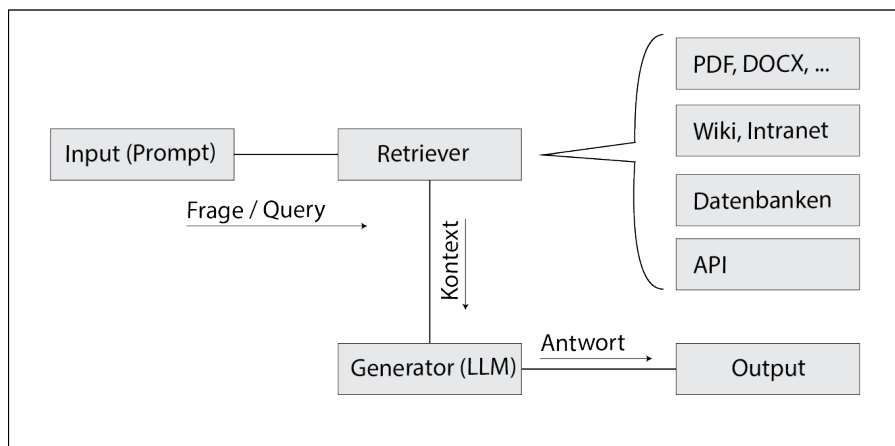 Input (Prompt)
Retriever
PDF, DOCX, ...
Wiki, Intranet
Datenbanken
API
Frage / Query
Kontext
Generator (LLM)
Antwort
Output